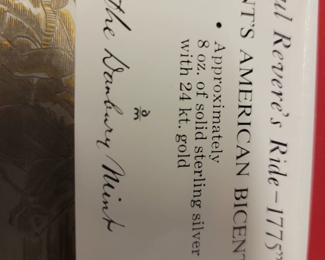 ul Revere's Ride–1775"
NT'S AMERICAN BICENT
• Approximately
8 oz. of solid sterling silver
with 24 kt. gold
the Danbury Mint